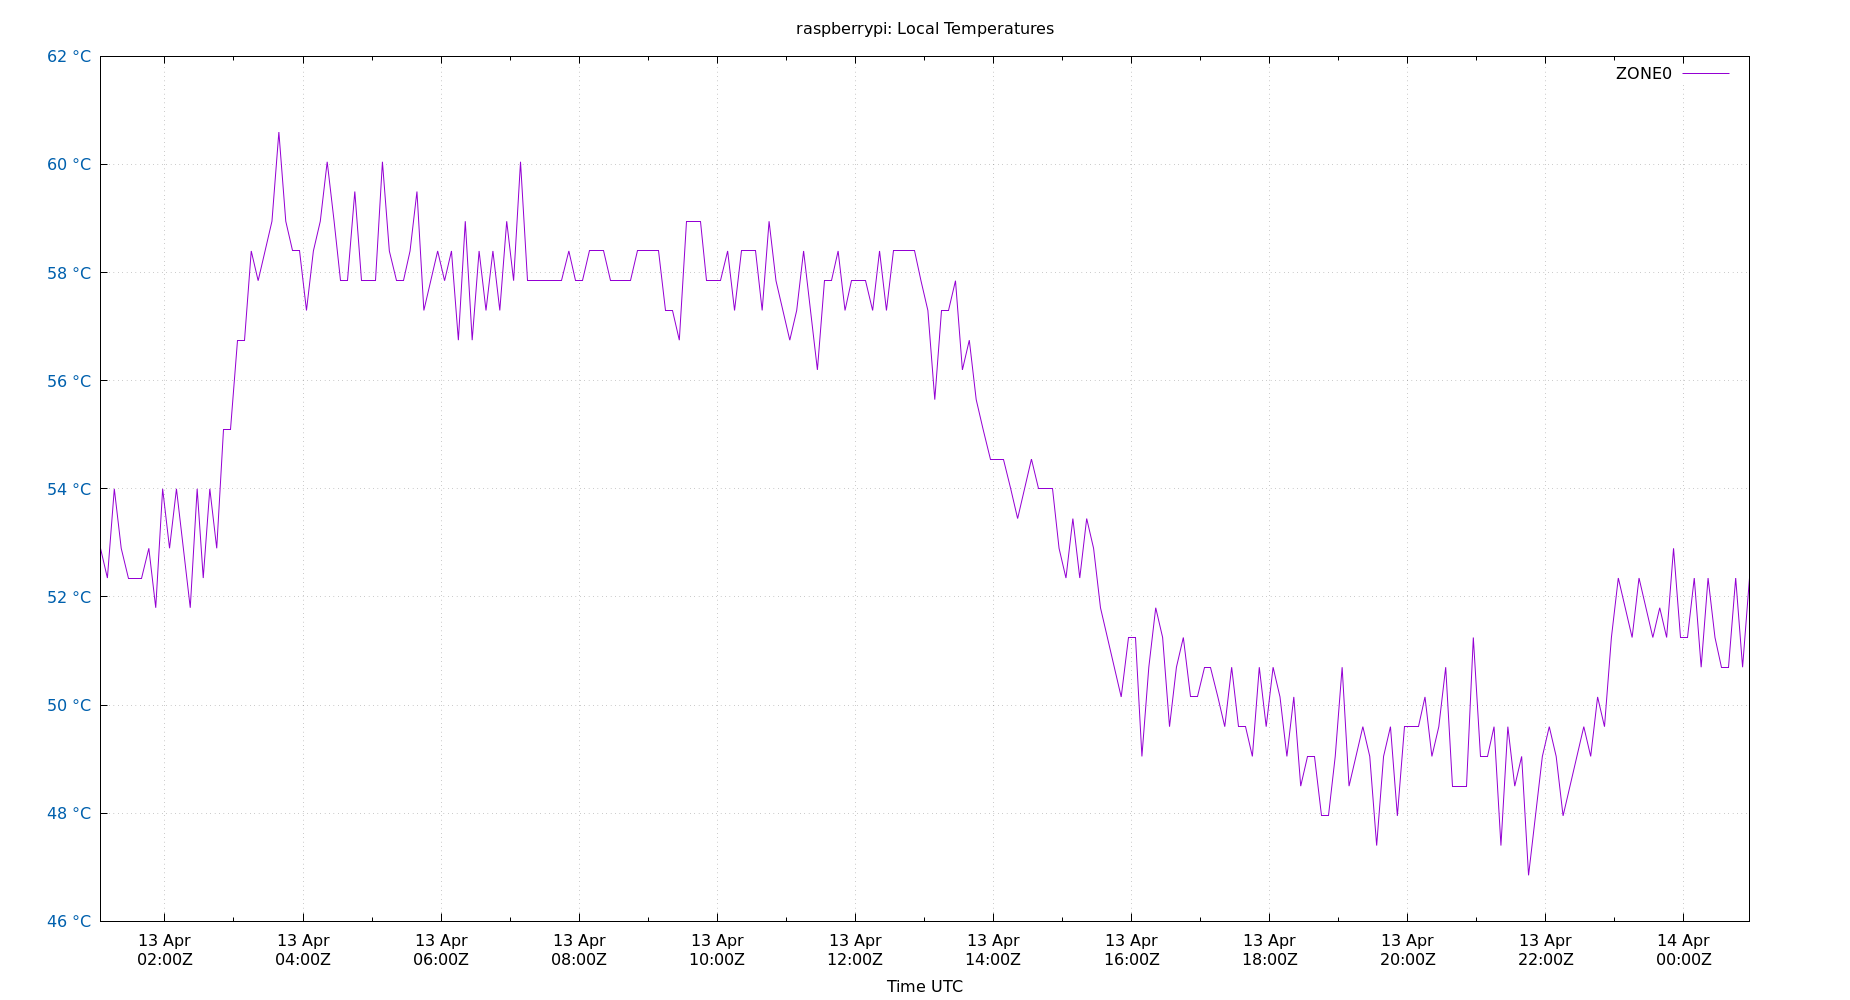 raspberrypi: Local Temperatures
62 °C
ZONE0
60 °C
58 °C
56 °C
54 °C
52 °C
50 °C
48 °C
46 °C
13 Apr 13 Apr 13 Apr 13 Apr 13 Apr 13 Apr 13 Apr 13 Apr 13 Apr 13 Apr 13 Apr 14 Apr
02:00Z 04:00Z 06:00Z 08:00Z 10:00Z 12:00Z 14:00Z 16:00Z 18:00Z 20:00Z 22:00Z 00:00Z
Time UTC